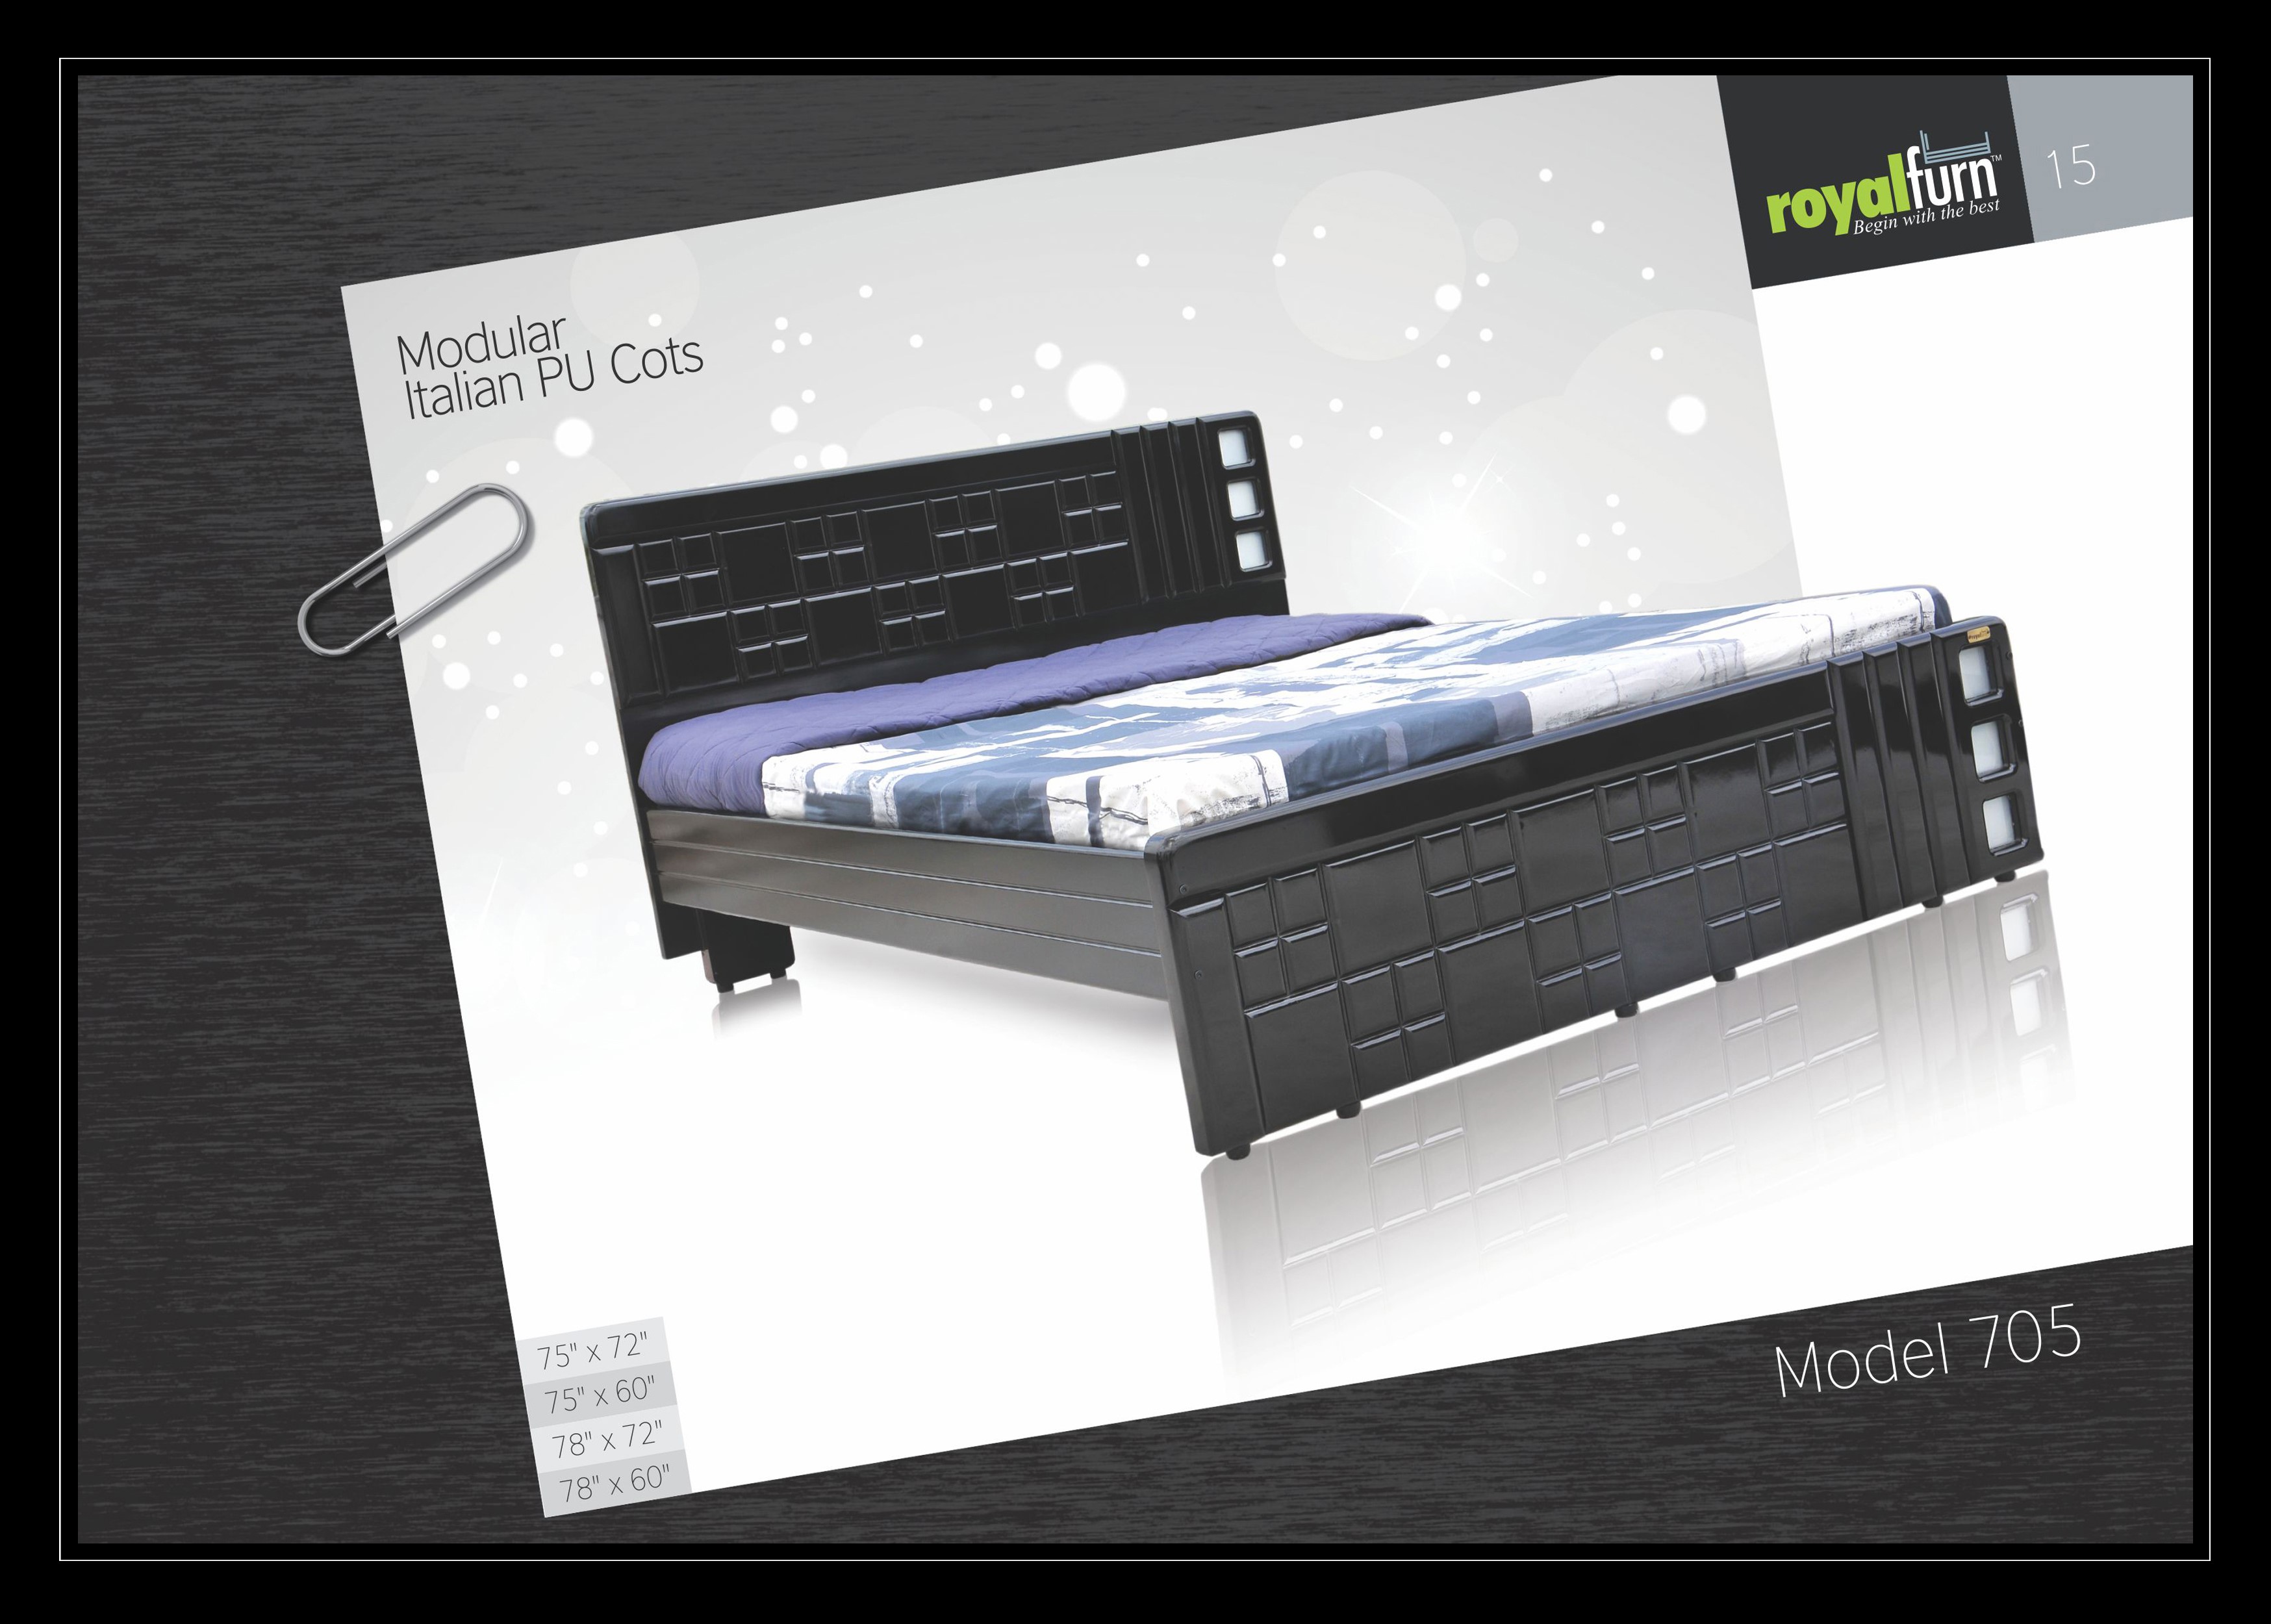 Modular
Italian PU Cots
royalfurn™
Begin with the best
15
75" x 72"
75" x 60"
78" x 72"
78" x 60"
Model 705